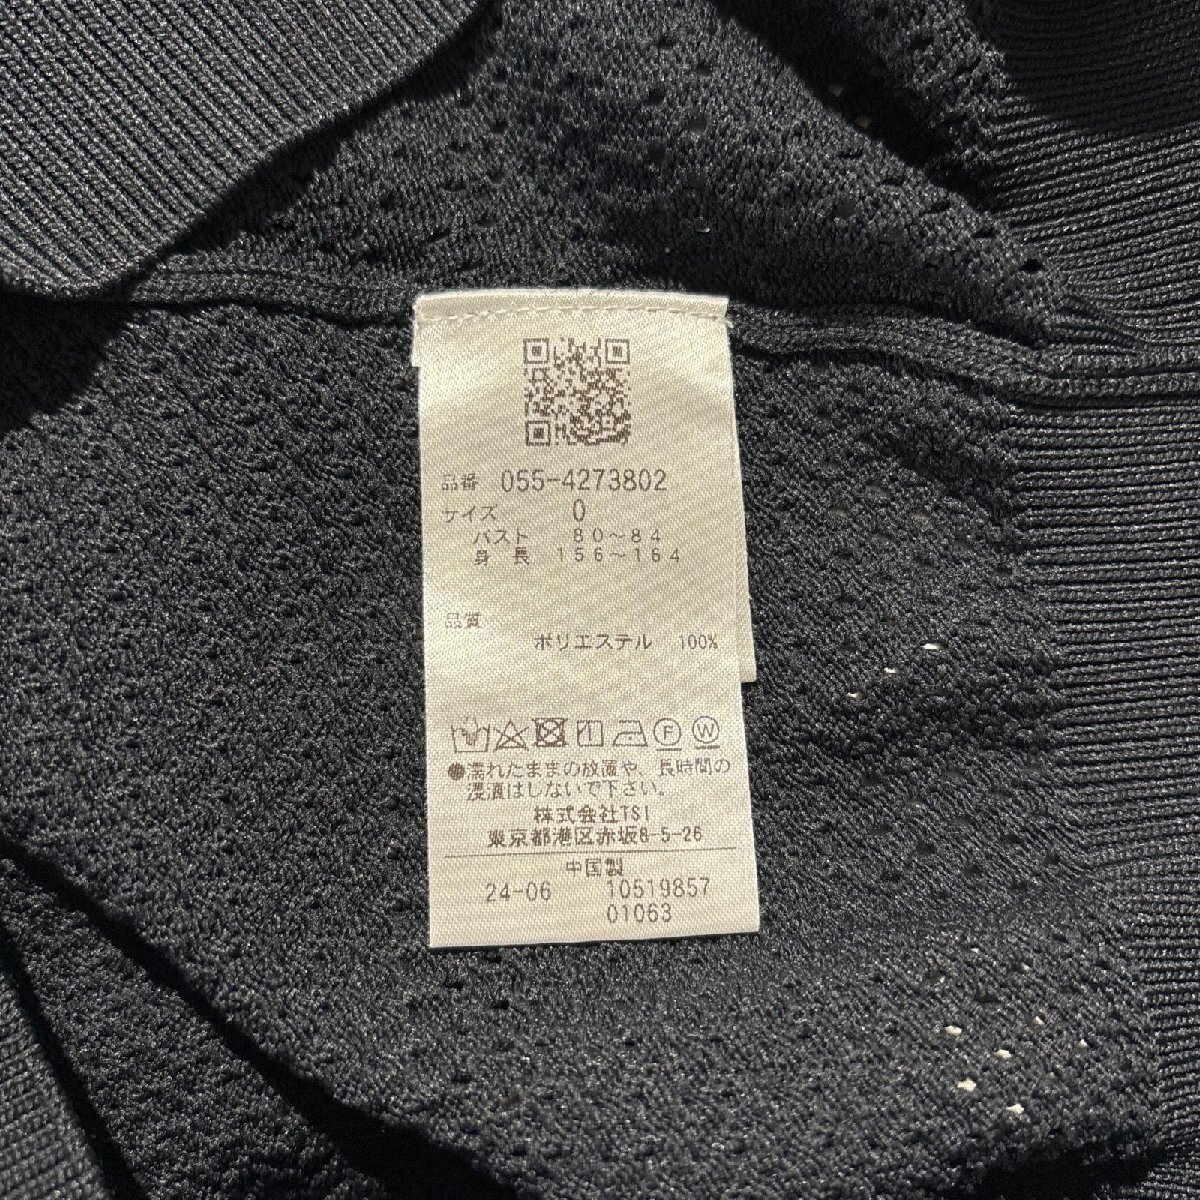 品番 055-4273802
サイズ 0
バスト 80～84
身長 156～164
品質
ポリエステル 100%
F W
●濡れたままの放置や、長時間の
浸漬はしないで下さい。
株式会社TSI
東京都港区赤坂8-5-26
中国製
24-06 10519857
01063